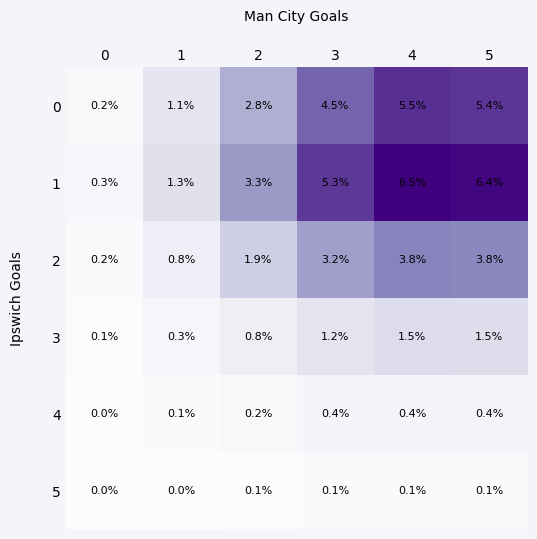 Man City Goals
0 1 2 3 4 5
0 0.2% 1.1% 2.8% 4.5% 5.5% 5.4%
1 0.3% 1.3% 3.3% 5.3% 6.5% 6.4%
2 0.2% 0.8% 1.9% 3.2% 3.8% 3.8%
3 0.1% 0.3% 0.8% 1.2% 1.5% 1.5%
4 0.0% 0.1% 0.2% 0.4% 0.4% 0.4%
5 0.0% 0.0% 0.1% 0.1% 0.1% 0.1%
Ipswich Goals